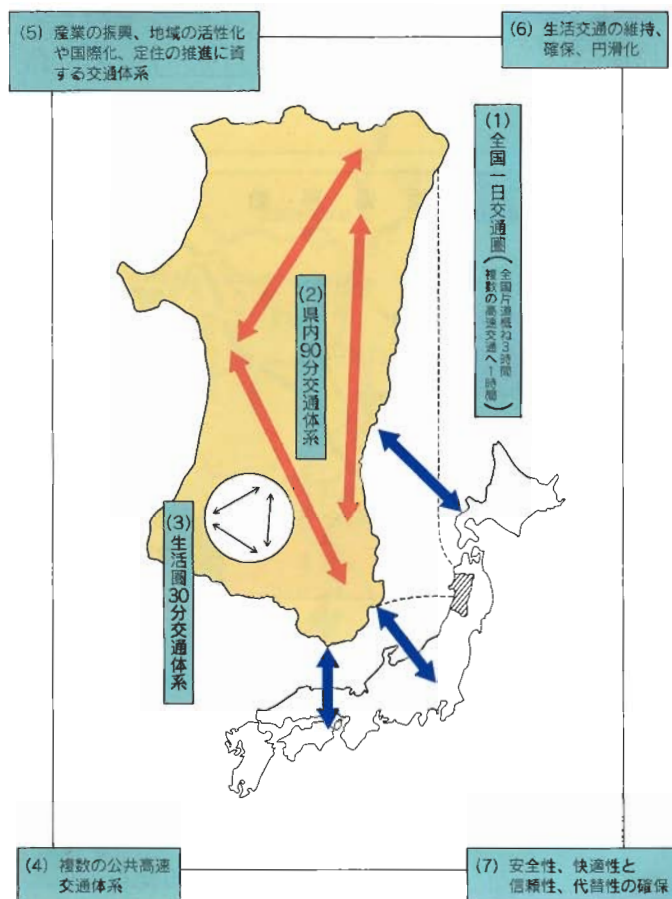 (5) 産業の振興、地域の活性化
や国際化、定住の推進に資
する交通体系
(6) 生活交通の維持、
確保、円滑化
(1)全国一日交通圏(全国片道概ね3時間
複数の高速交通へ1時間)
(2)県内90分交通体系
(3)生活圏30分交通体系
(4) 複数の公共高速
交通体系
(7) 安全性、快適性と
信頼性、代替性の確保